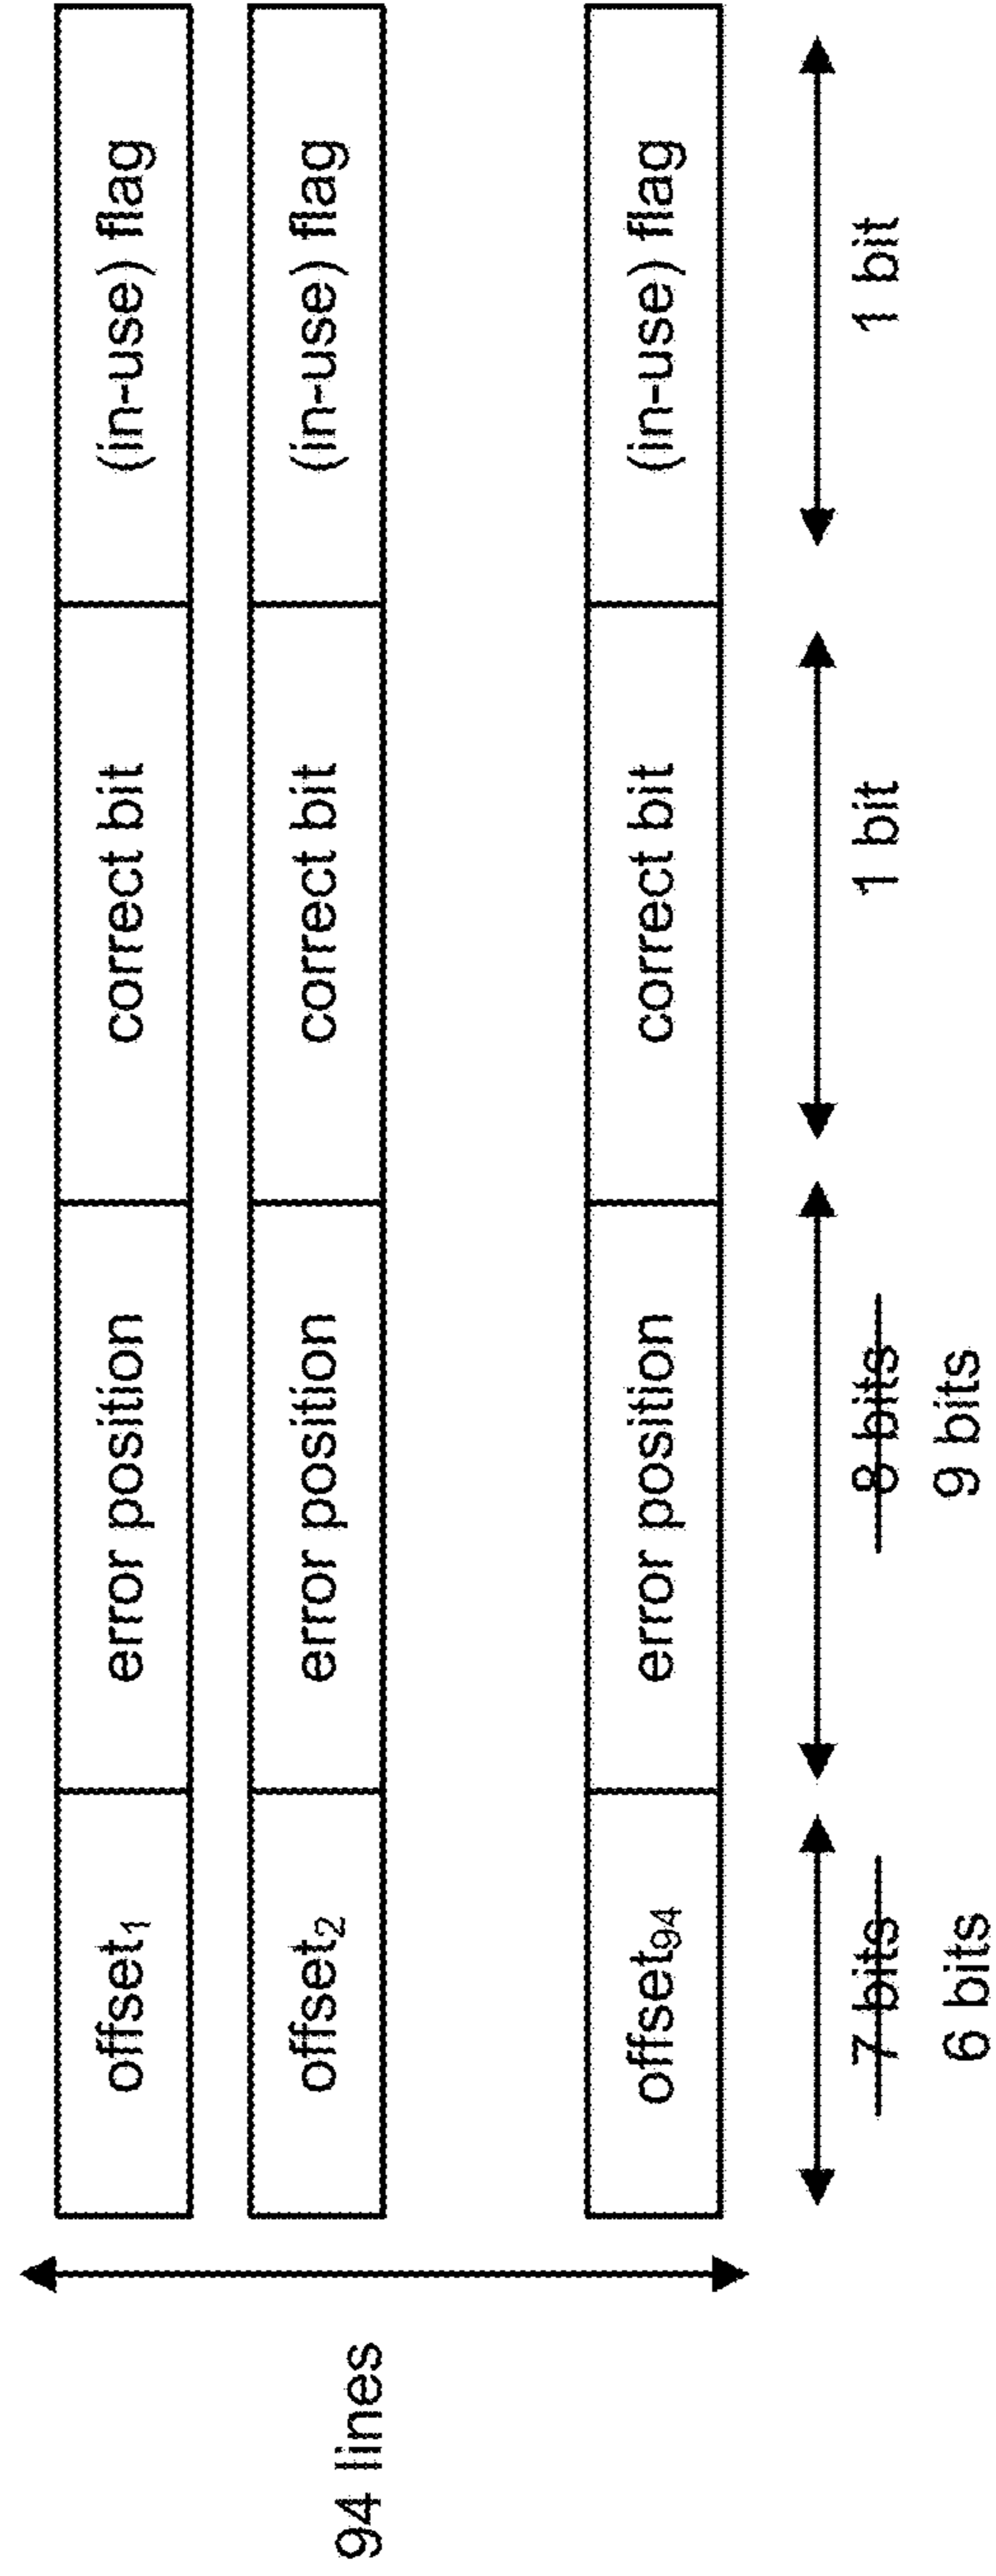 94 lines
offset1 error position correct bit (in-use) flag
offset2 error position correct bit (in-use) flag
offset94 error position correct bit (in-use) flag
7 bits 8 bits 1 bit 1 bit
6 bits 9 bits